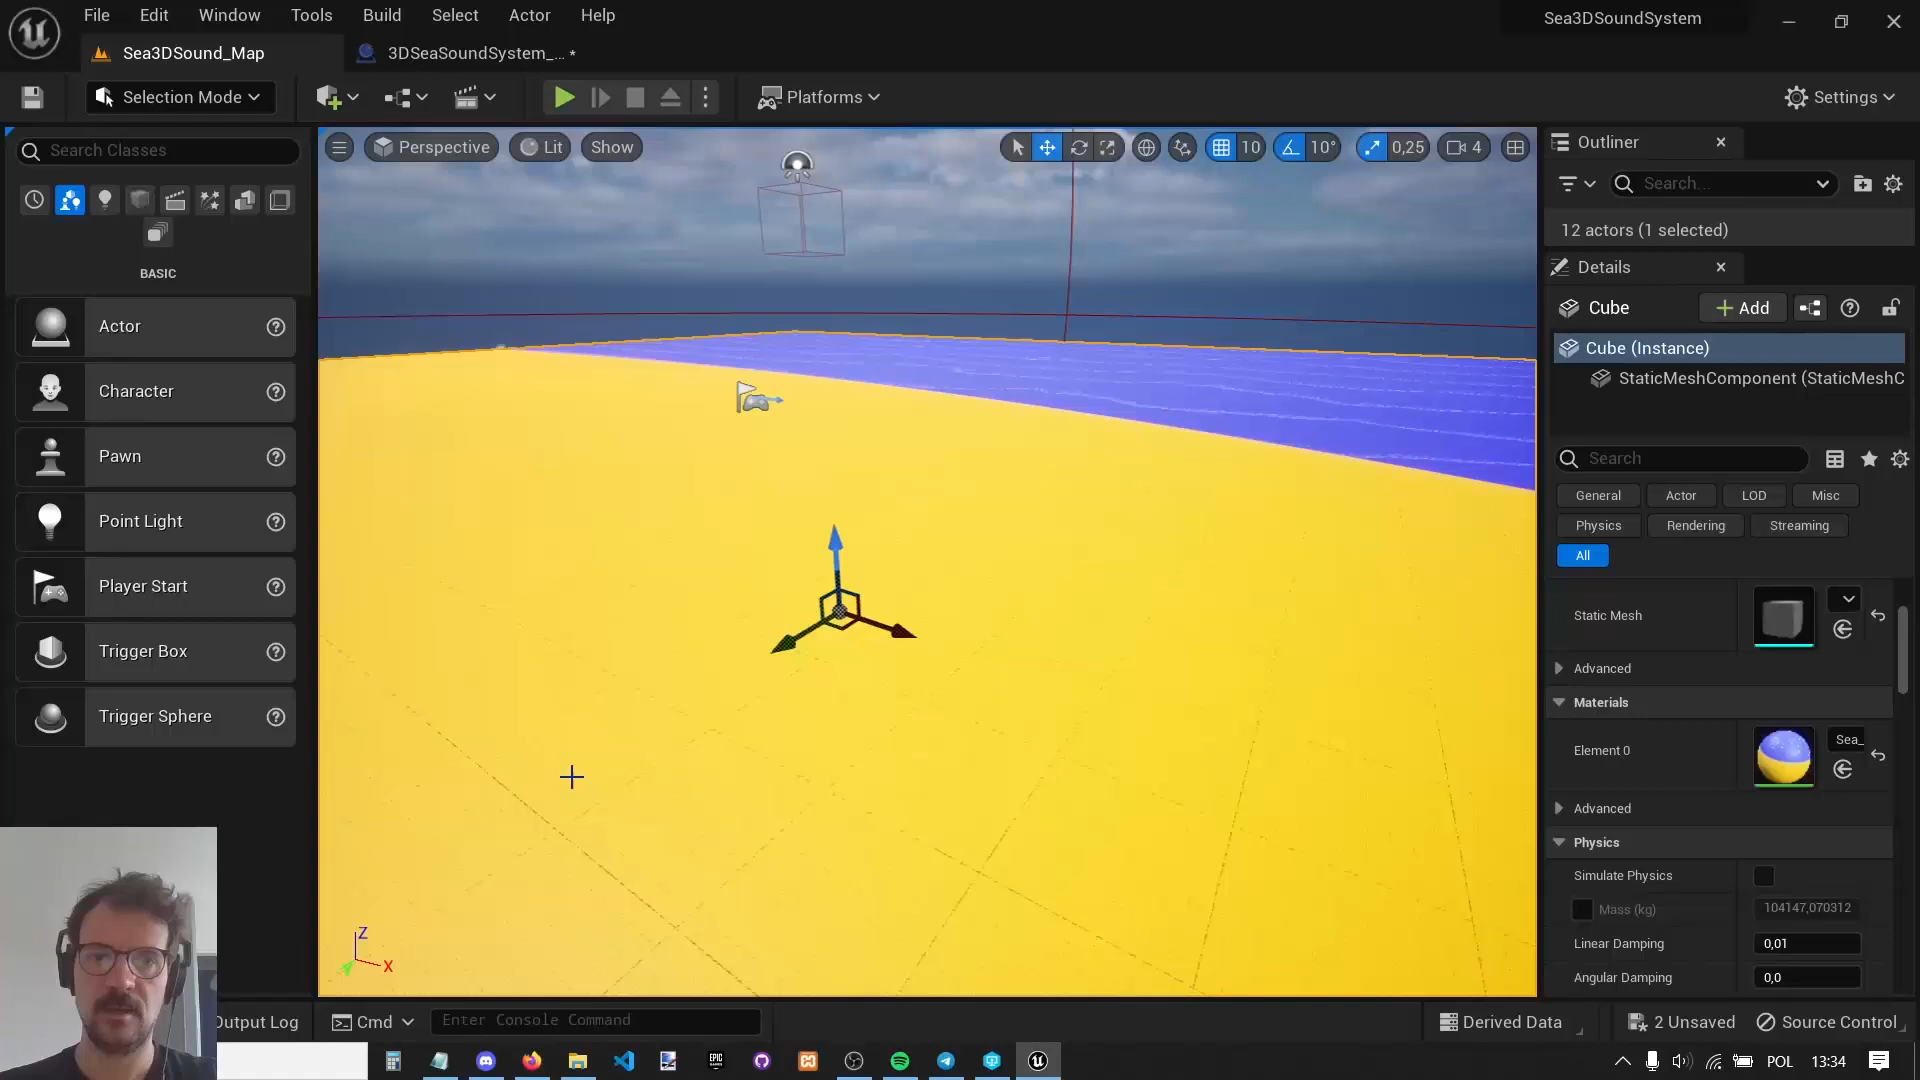 File Edit Window Tools Build Select Actor Help
Sea3DSoundSystem
Sea3DSound_Map
3DSeaSoundSystem_... *
Selection Mode
Platforms
Settings
Search Classes
BASIC
Actor
Character
Pawn
Point Light
Player Start
Trigger Box
Trigger Sphere
Perspective Lit Show
10 10° 0,25 4
Z
X
Outliner
Search...
12 actors (1 selected)
Details
Cube
Add
Cube (Instance)
StaticMeshComponent (StaticMeshC
Search
General Actor LOD Misc
Physics Rendering Streaming
All
Static Mesh
Advanced
Materials
Element 0
Sea_
Advanced
Physics
Simulate Physics
Mass (kg) 104147,070312
Linear Damping 0,01
Angular Damping 0,0
Output Log
Cmd
Enter Console Command
Derived Data
2 Unsaved
Source Control
EPIC
GAMES
POL
13:34